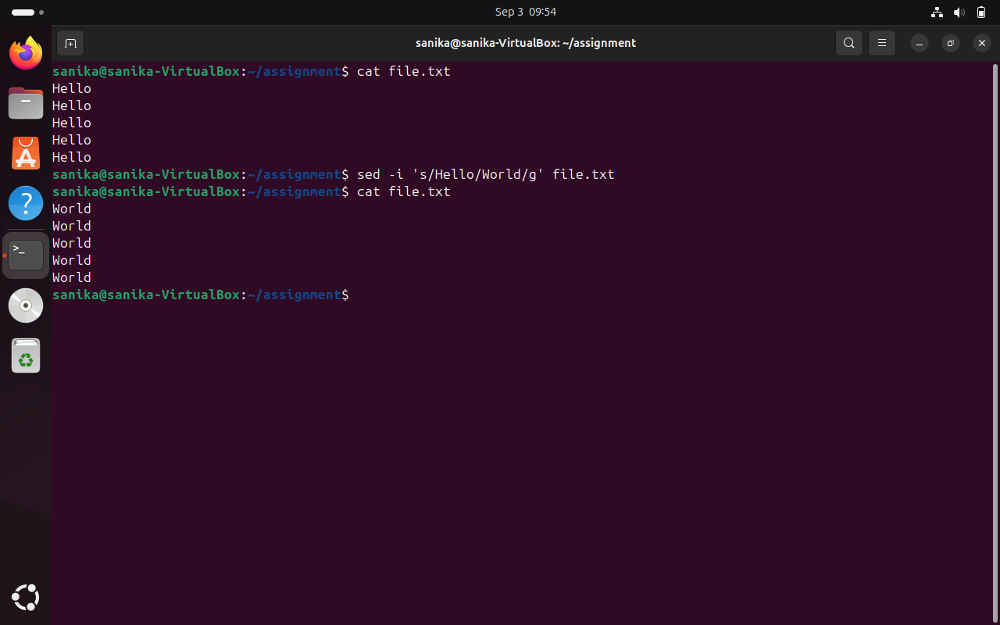 Sep 3 09:54
sanika@sanika-VirtualBox: ~/assignment
sanika@sanika-VirtualBox:~/assignment$ cat file.txt
Hello
Hello
Hello
Hello
Hello
sanika@sanika-VirtualBox:~/assignment$ sed -i 's/Hello/World/g' file.txt
sanika@sanika-VirtualBox:~/assignment$ cat file.txt
World
World
World
World
World
sanika@sanika-VirtualBox:~/assignment$